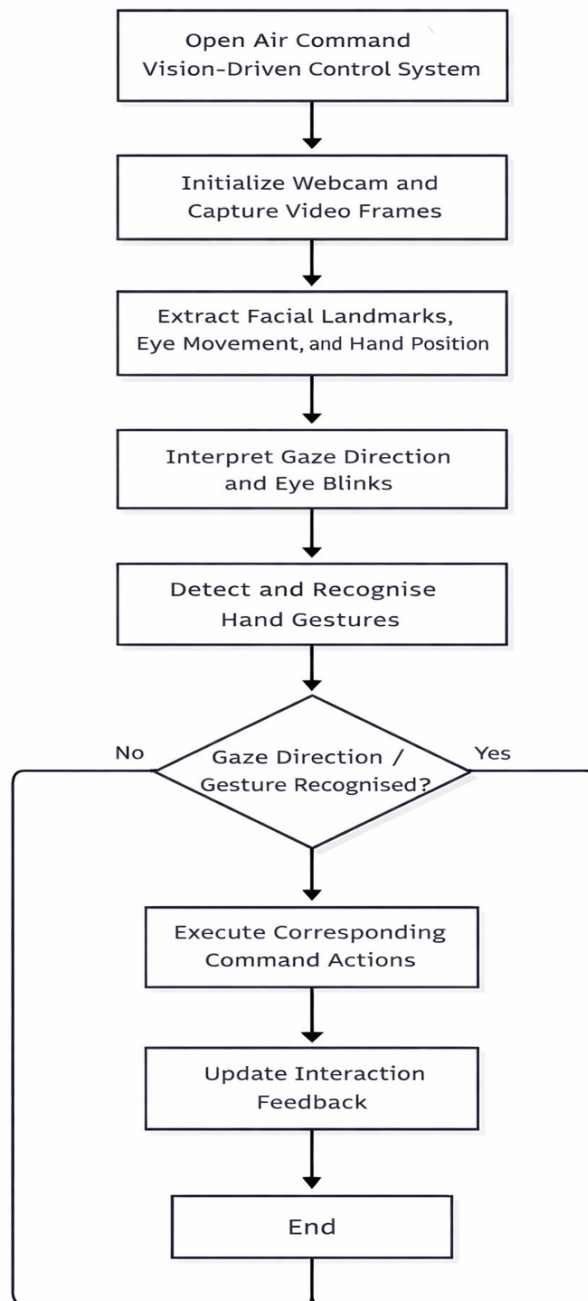 Open Air Command
Vision-Driven Control System
Initialize Webcam and
Capture Video Frames
Extract Facial Landmarks,
Eye Movement, and Hand Position
Interpret Gaze Direction
and Eye Blinks
Detect and Recognise
Hand Gestures
No
Yes
Gaze Direction /
Gesture Recognised?
Execute Corresponding
Command Actions
Update Interaction
Feedback
End